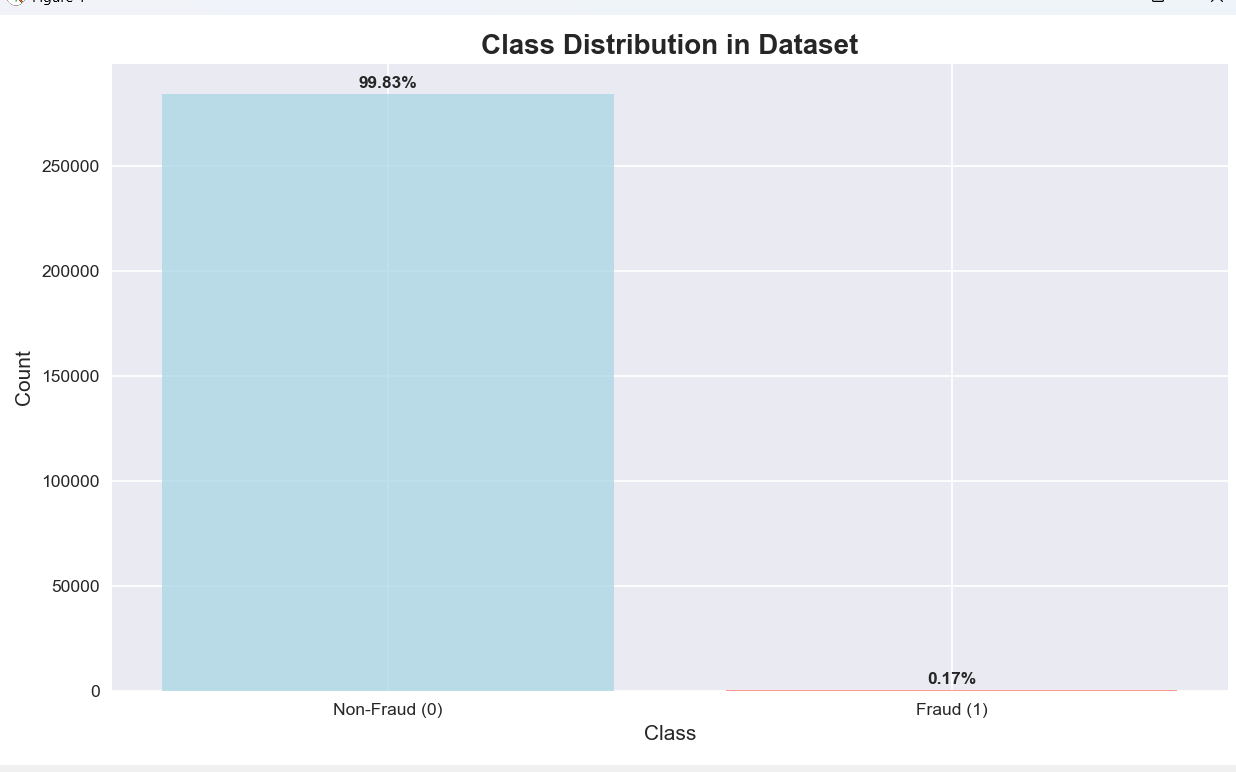 Class Distribution in Dataset
99.83%
250000
200000
150000
100000
50000
0
Count
0.17%
Non-Fraud (0)
Fraud (1)
Class